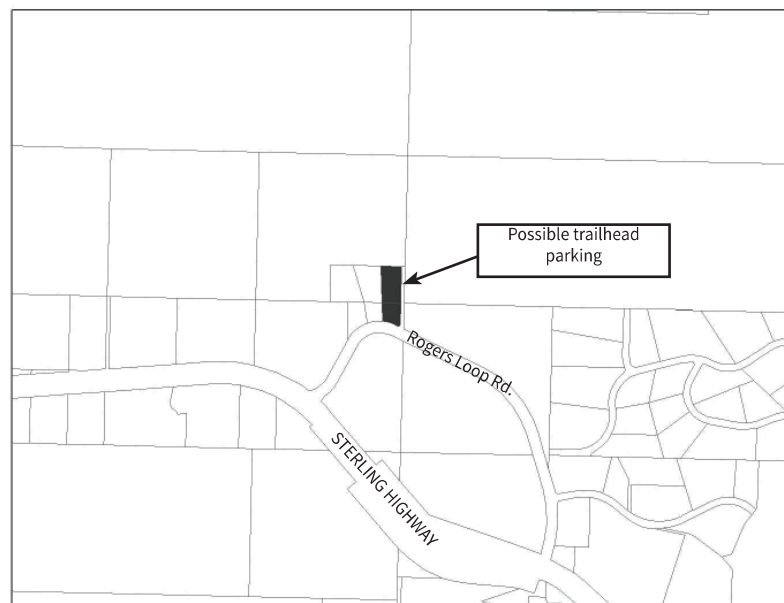 Possible trailhead
parking
Rogers Loop Rd.
STERLING HIGHWAY